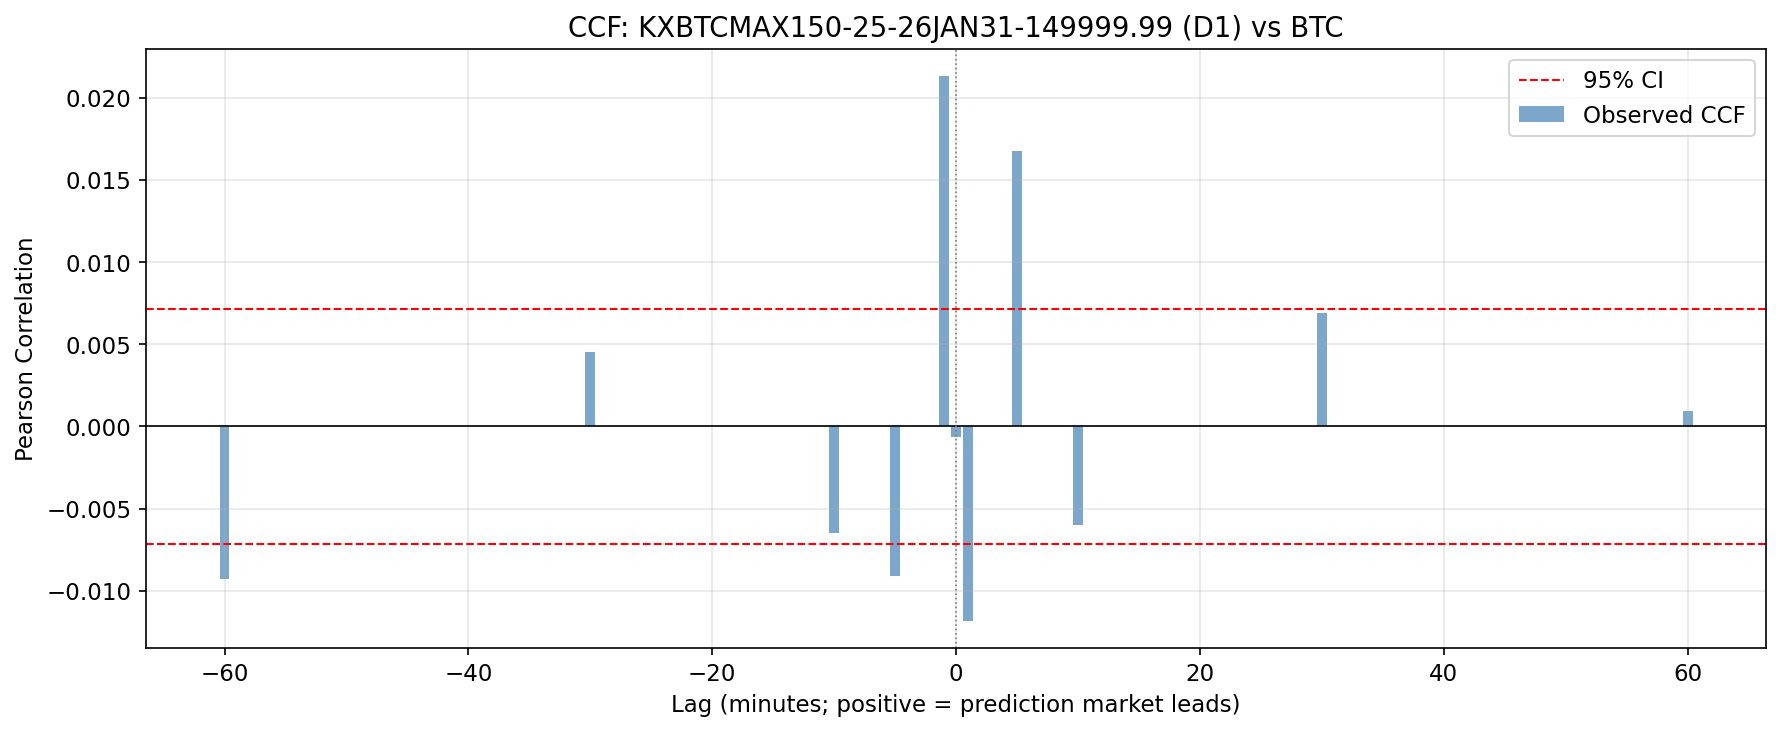 CCF: KXBTCMAX150-25-26JAN31-149999.99 (D1) vs BTC
95% CI
Observed CCF
Pearson Correlation
0.020
0.015
0.010
0.005
0.000
−0.005
−0.010
−60
−40
−20
0
20
40
60
Lag (minutes; positive = prediction market leads)